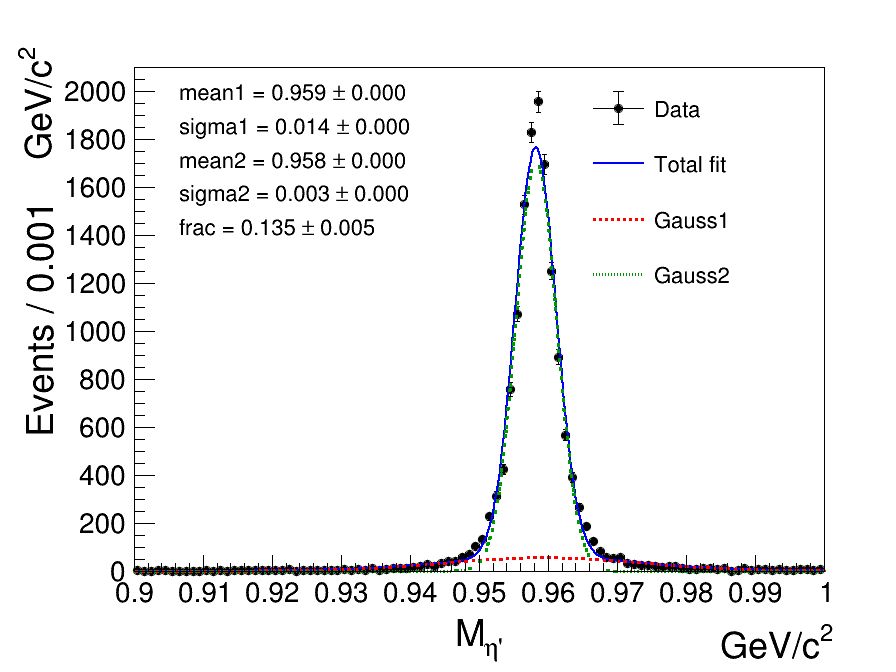 Events / 0.001 GeV/c²
2000
1800
1600
1400
1200
1000
800
600
400
200
0
mean1 = 0.959 ± 0.000
sigma1 = 0.014 ± 0.000
mean2 = 0.958 ± 0.000
sigma2 = 0.003 ± 0.000
frac = 0.135 ± 0.005
Data
Total fit
Gauss1
Gauss2
0.9 0.91 0.92 0.93 0.94 0.95 0.96 0.97 0.98 0.99 1
M_η'
GeV/c²